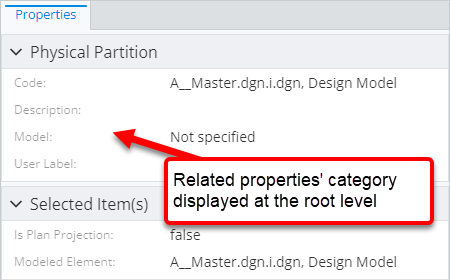 Properties
Physical Partition
Code: A__Master.dgn.i.dgn, Design Model
Description:
Model: Not specified
User Label:
Related properties' category
displayed at the root level
Selected Item(s)
Is Plan Projection: false
Modeled Element: A__Master.dgn.i.dgn, Design Model